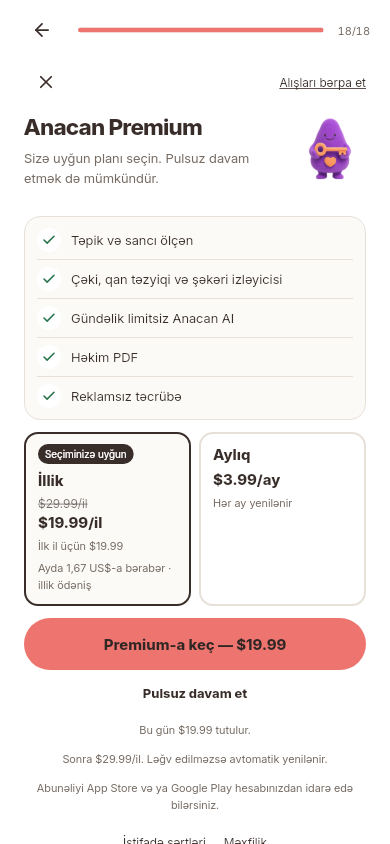 18/18
Alışları bərpa et
Anacan Premium
Sizə uyğun planı seçin. Pulsuz davam
etmək də mümkündür.
Təpik və sancı ölçən
Çəki, qan təzyiqi və şəkəri izləyicisi
Gündəlik limitsiz Anacan AI
Həkim PDF
Reklamsız təcrübə
Seçiminizə uyğun
İllik
$29.99/il
$19.99/il
İlk il üçün $19.99
Ayda 1,67 US$-a bərabər ·
illik ödəniş
Aylıq
$3.99/ay
Hər ay yenilənir
Premium-a keç — $19.99
Pulsuz davam et
Bu gün $19.99 tutulur.
Sonra $29.99/il. Ləğv edilməzsə avtomatik yenilənir.
Abunəliyi App Store və ya Google Play hesabınızdan idarə edə
bilərsiniz.
İstifadə şərtləri Məxfilik